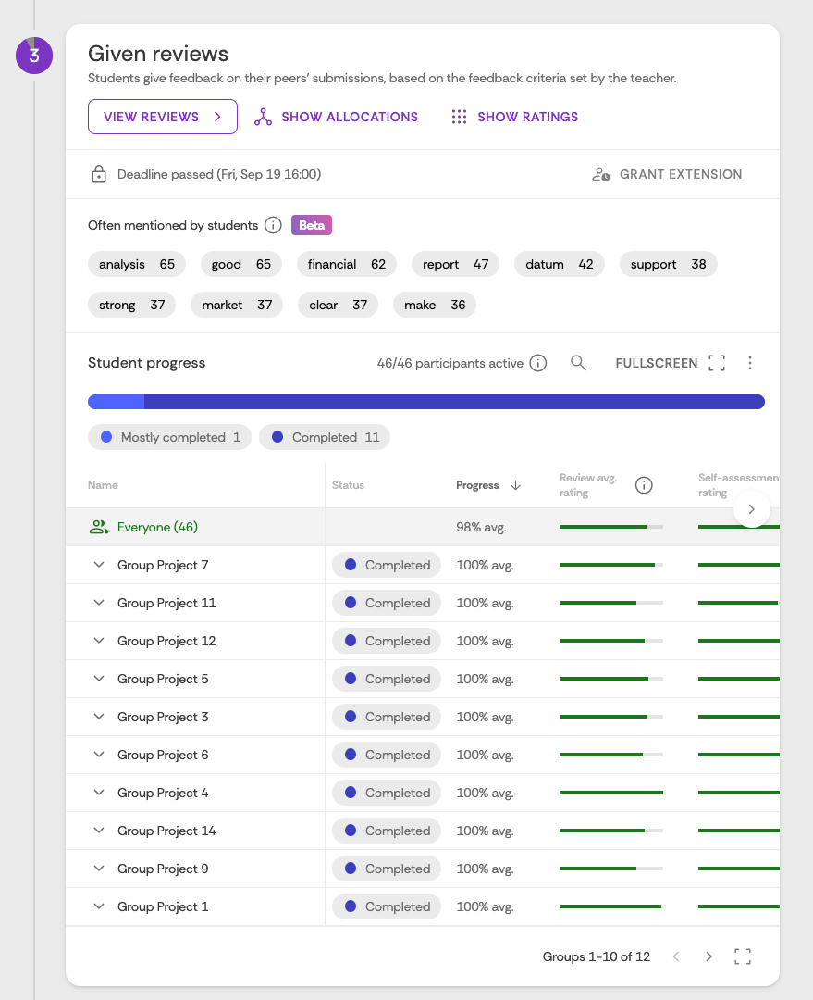 3
Given reviews
Students give feedback on their peers' submissions, based on the feedback criteria set by the teacher.
VIEW REVIEWS SHOW ALLOCATIONS SHOW RATINGS
Deadline passed (Fri, Sep 19 16:00) GRANT EXTENSION
Often mentioned by students Beta
analysis 65 good 65 financial 62 report 47 datum 42 support 38
strong 37 market 37 clear 37 make 36
Student progress 46/46 participants active FULLSCREEN
Mostly completed 1 Completed 11
Name Status Progress Review avg. rating Self-assessment rating
Everyone (46) 98% avg.
Group Project 7 Completed 100% avg.
Group Project 11 Completed 100% avg.
Group Project 12 Completed 100% avg.
Group Project 5 Completed 100% avg.
Group Project 3 Completed 100% avg.
Group Project 6 Completed 100% avg.
Group Project 4 Completed 100% avg.
Group Project 14 Completed 100% avg.
Group Project 9 Completed 100% avg.
Group Project 1 Completed 100% avg.
Groups 1-10 of 12